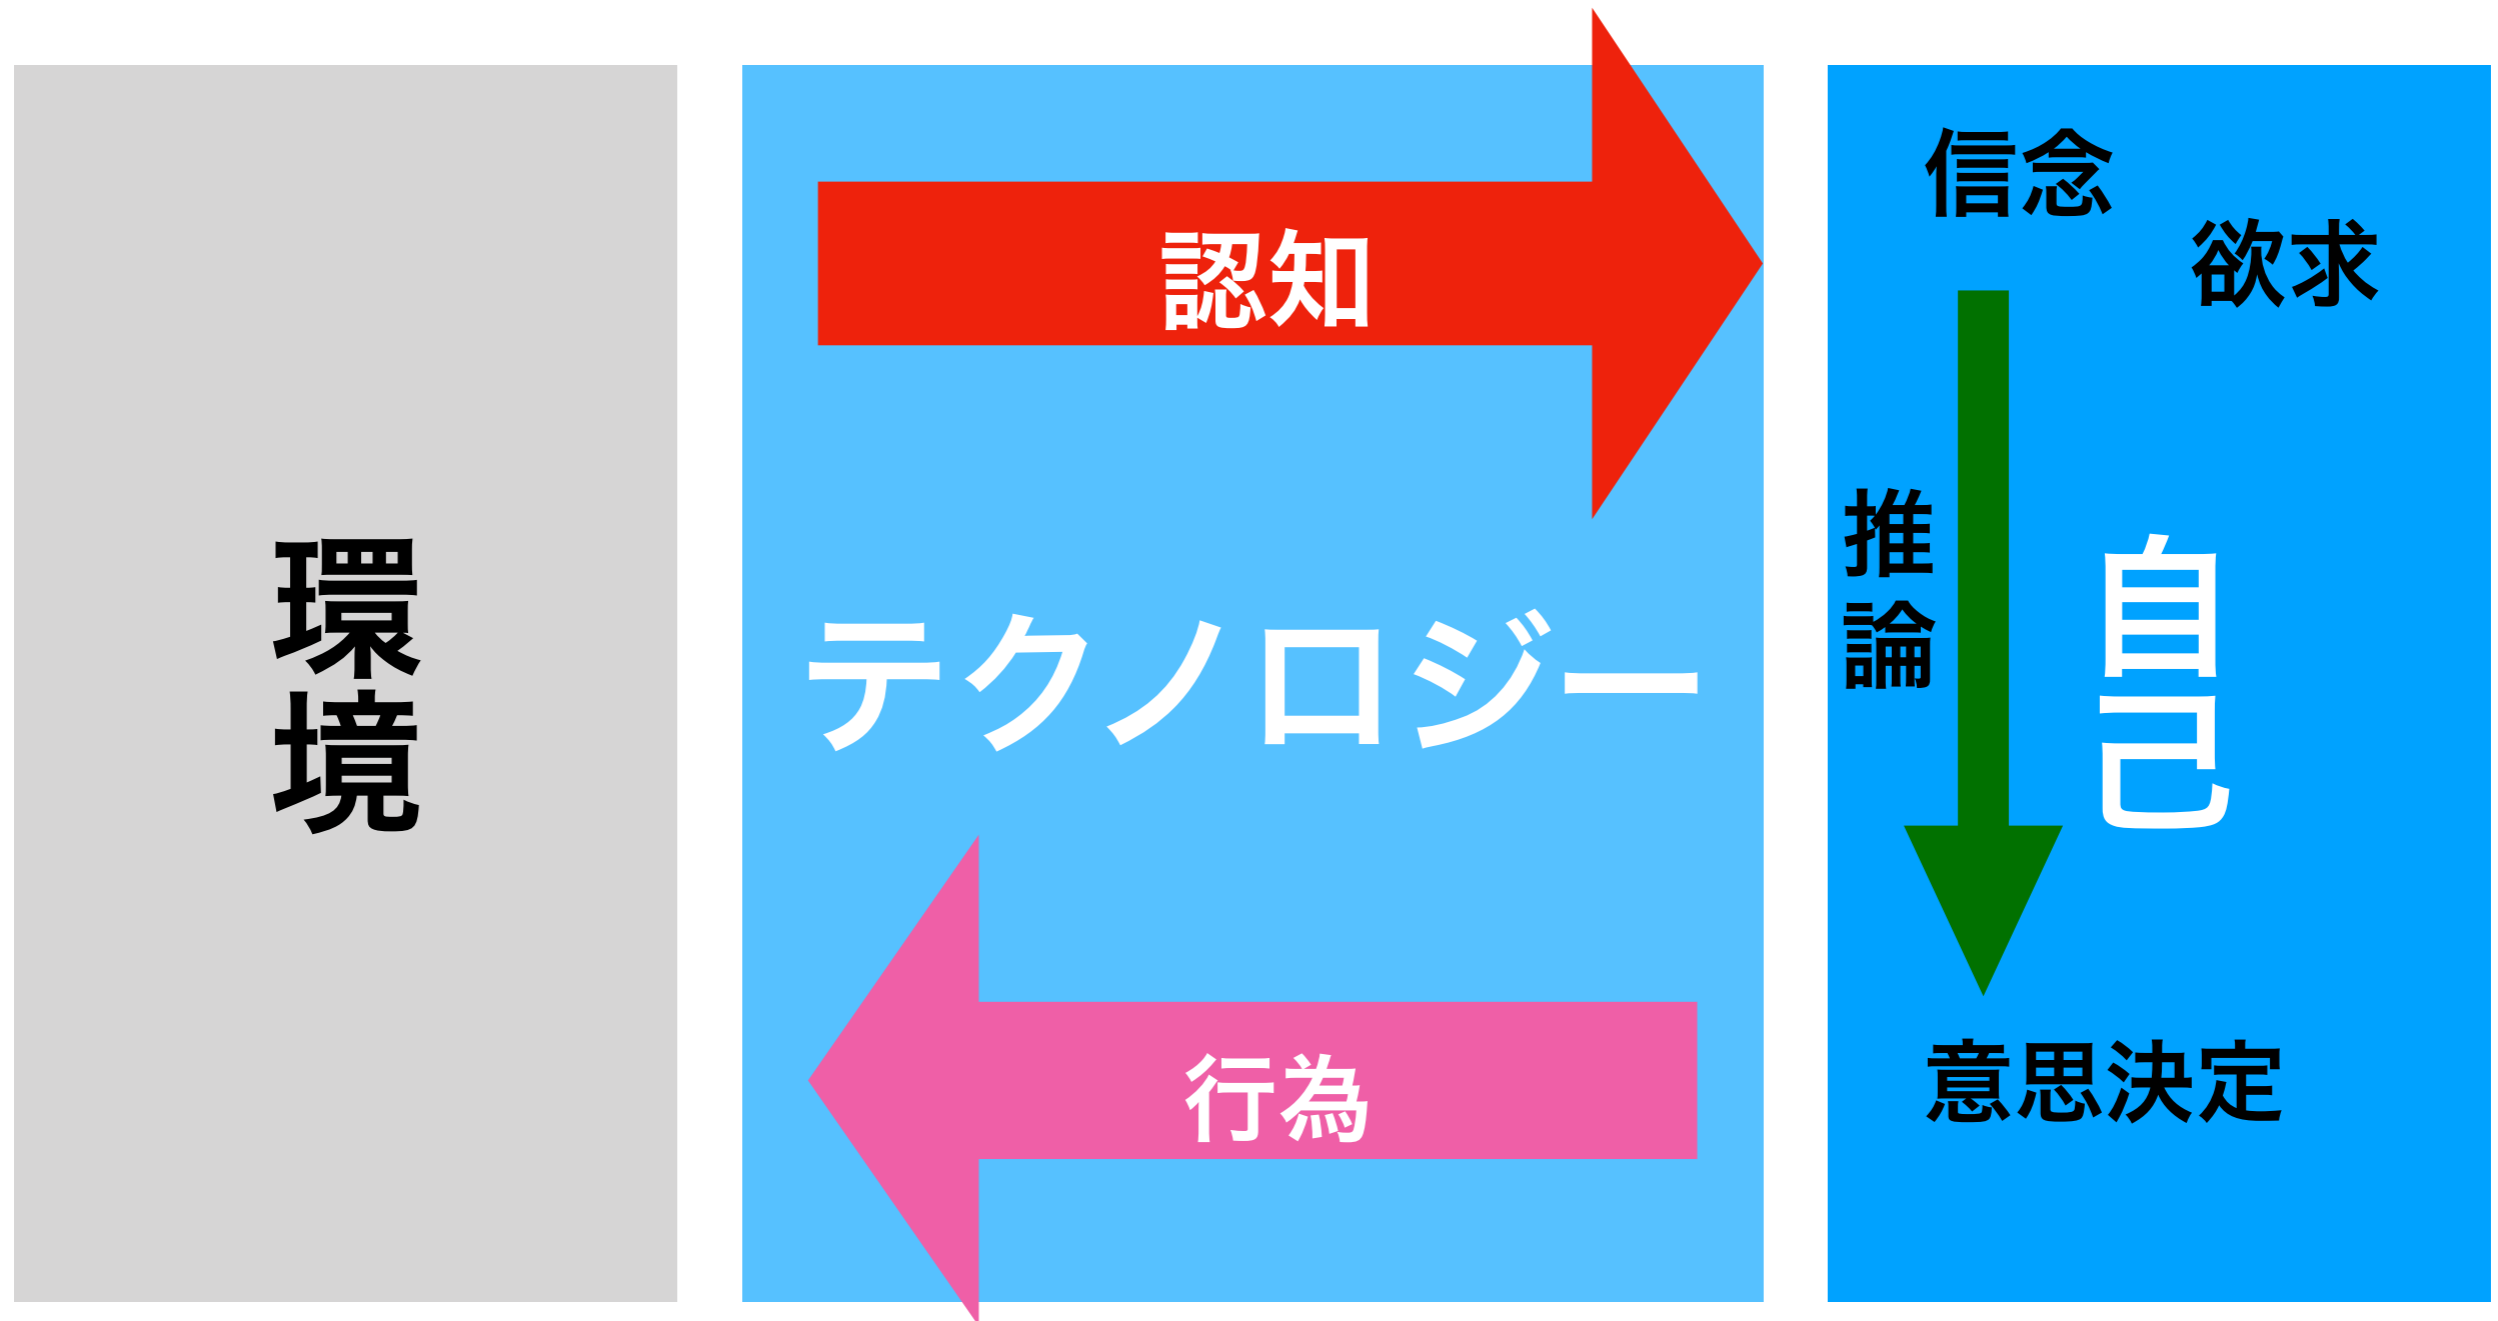 環境
テクノロジー
認知
行為
信念
欲求
推論
自己
意思決定